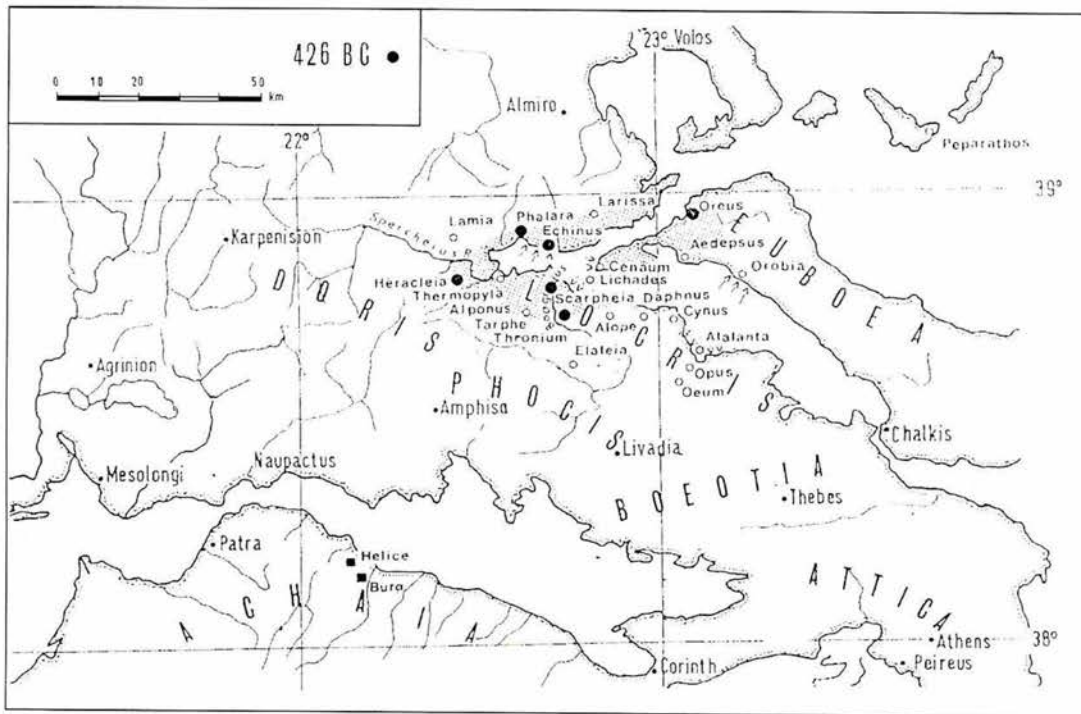 426 BC
0 10 20 50
km
22°
23°
Volos
Almiro
Peparathos
39°
Larissa
Oreus
Phalara
Lamia
Echinus
Spercheius R.
Karpenision
Aedepsus
EUBOEA
Cenaum
Orobia
Heracleia
Lichades
Thermopyla
Scarpheia
Daphnus
Alponus
Cynus
DORIS
LOCRIS
Tarphe
Alope
Thronium
Alalanta
Elateia
Agrinion
Opus
Oeum
PHOCIS
Amphisa
Chalkis
Livadia
Naupactus
Mesolongi
BOEOTIA
Thebes
Patra
Helice
Bura
ATTICA
ACHAIA
Athens
38°
Peireus
Corinth